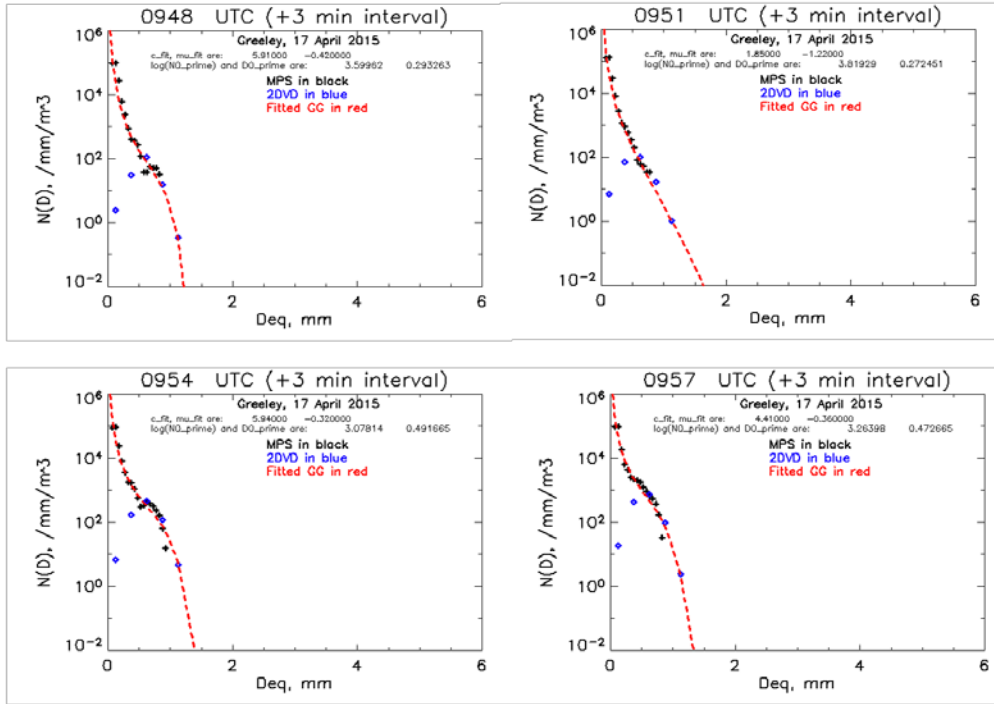 0948 UTC (+3 min interval)
Greeley, 17 April 2015
c_fit, mu_fit are: 5.91000 -0.420000
log(N0_prime) and D0_prime are: 3.59962 0.293263
MPS in black
2DVD in blue
Fitted GG in red
N(D), /mm/m^3
10^6
10^4
10^2
10^0
10^-2
0 2 4 6
Deq, mm
0951 UTC (+3 min interval)
Greeley, 17 April 2015
c_fit, mu_fit are: 1.85000 -1.22000
log(N0_prime) and D0_prime are: 3.81929 0.272451
MPS in black
2DVD in blue
Fitted GG in red
N(D), /mm/m^3
10^6
10^4
10^2
10^0
10^-2
0 2 4 6
Deq, mm
0954 UTC (+3 min interval)
Greeley, 17 April 2015
c_fit, mu_fit are: 5.94000 -0.320000
log(N0_prime) and D0_prime are: 3.07814 0.491665
MPS in black
2DVD in blue
Fitted GG in red
N(D), /mm/m^3
10^6
10^4
10^2
10^0
10^-2
0 2 4 6
Deq, mm
0957 UTC (+3 min interval)
Greeley, 17 April 2015
c_fit, mu_fit are: 4.41000 -0.360000
log(N0_prime) and D0_prime are: 3.26398 0.472665
MPS in black
2DVD in blue
Fitted GG in red
N(D), /mm/m^3
10^6
10^4
10^2
10^0
10^-2
0 2 4 6
Deq, mm